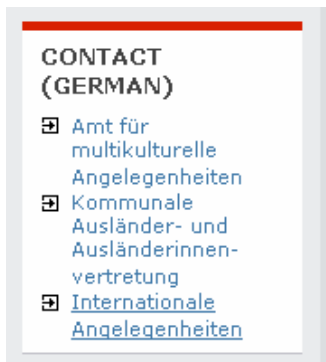 CONTACT
(GERMAN)
Amt für
multikulturelle
Angelegenheiten
Kommunale
Ausländer- und
Ausländerinnen-
vertretung
Internationale
Angelegenheiten